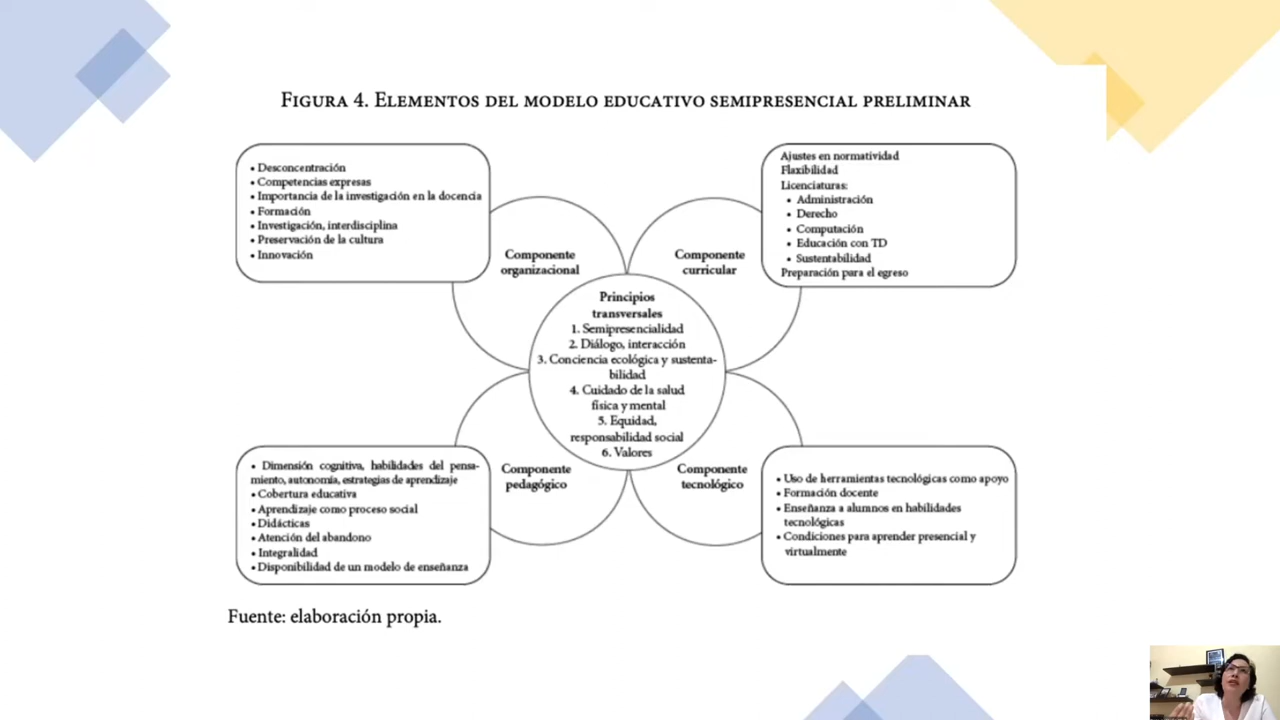 FIGURA 4. ELEMENTOS DEL MODELO EDUCATIVO SEMIPRESENCIAL PRELIMINAR
• Desconcentración
• Competencias expresas
• Importancia de la investigación en la docencia
• Formación
• Investigación, interdisciplina
• Preservación de la cultura
• Innovación
Componente
organizacional
Componente
curricular
Ajustes en normatividad
Flaxibilidad
Licenciaturas:
• Administración
• Derecho
• Computación
• Educación con TD
• Sustentabilidad
Preparación para el egreso
Principios
transversales
1. Semipresencialidad
2. Diálogo, interacción
3. Conciencia ecológica y sustenta-
bilidad
4. Cuidado de la salud
física y mental
5. Equidad,
responsabilidad social
6. Valores
• Dimensión cognitiva, habilidades del pensa-
miento, autonomía, estrategias de aprendizaje
• Cobertura educativa
• Aprendizaje como proceso social
• Didácticas
• Atención del abandono
• Integralidad
• Disponibilidad de un modelo de enseñanza
Componente
pedagógico
Componente
tecnológico
• Uso de herramientas tecnológicas como apoyo
• Formación docente
• Enseñanza a alumnos en habilidades
tecnológicas
• Condiciones para aprender presencial y
virtualmente
Fuente: elaboración propia.